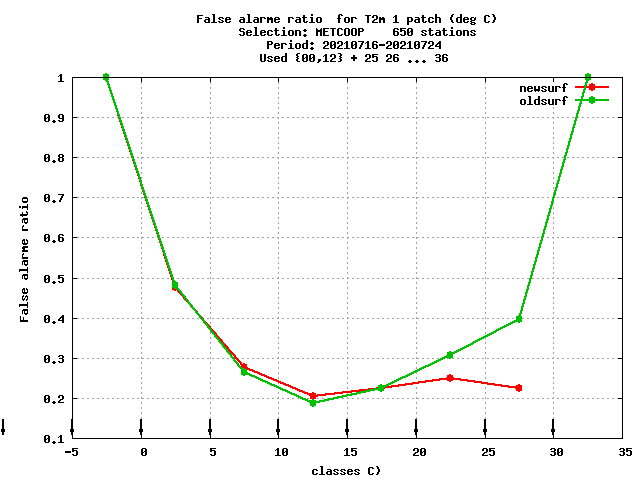 False alarme ratio  for T2m 1 patch (deg C)
Selection: METCOOP    650 stations
Period: 20210716-20210724
Used {00,12} + 25 26 ... 36
newsurf
oldsurf
1
0.9
0.8
0.7
0.6
0.5
0.4
0.3
0.2
0.1
False alarme ratio
-5
0
5
10
15
20
25
30
35
classes C)